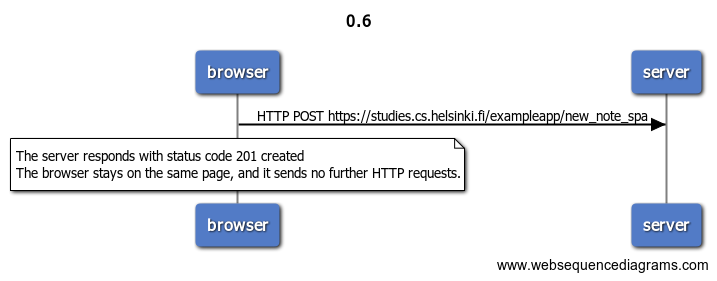 0.6
browser
server
HTTP POST https://studies.cs.helsinki.fi/exampleapp/new_note_spa
The server responds with status code 201 created
The browser stays on the same page, and it sends no further HTTP requests.
browser
server
www.websequencediagrams.com